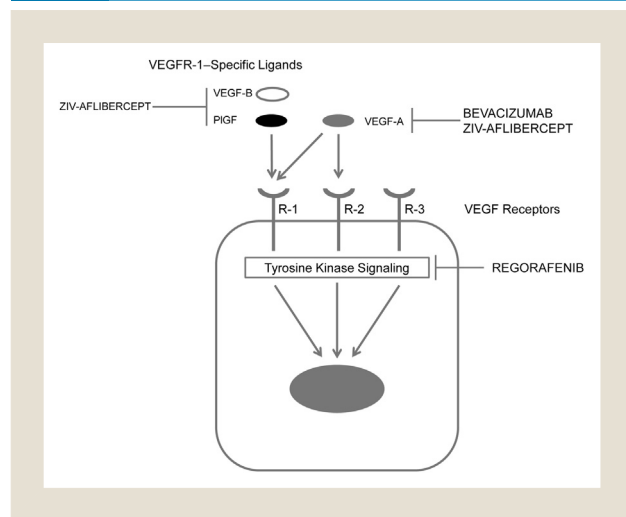 VEGFR-1–Specific Ligands
VEGF-B
ZIV-AFLIBERCEPT
PIGF
VEGF-A
BEVACIZUMAB
ZIV-AFLIBERCEPT
R-1
R-2
R-3
VEGF Receptors
Tyrosine Kinase Signaling
REGORAFENIB